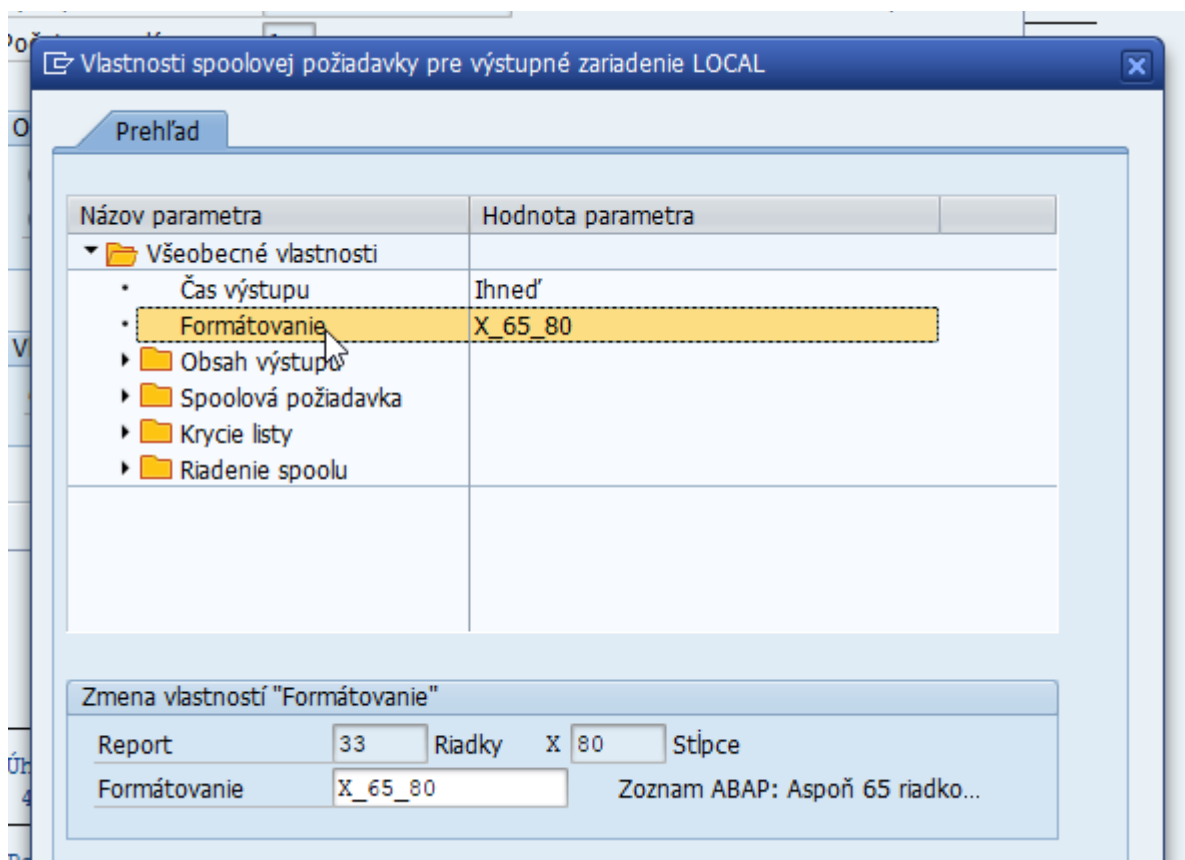 Vlastnosti spoolovej požiadavky pre výstupné zariadenie LOCAL
Prehľad
Názov parametra Hodnota parametra
Všeobecné vlastnosti
Čas výstupu Ihneď
Formátovanie X_65_80
Obsah výstupu
Spoolová požiadavka
Krycie listy
Riadenie spoolu
Zmena vlastností "Formátovanie"
Report 33 Riadky X 80 Stĺpce
Formátovanie X_65_80 Zoznam ABAP: Aspoň 65 riadko...